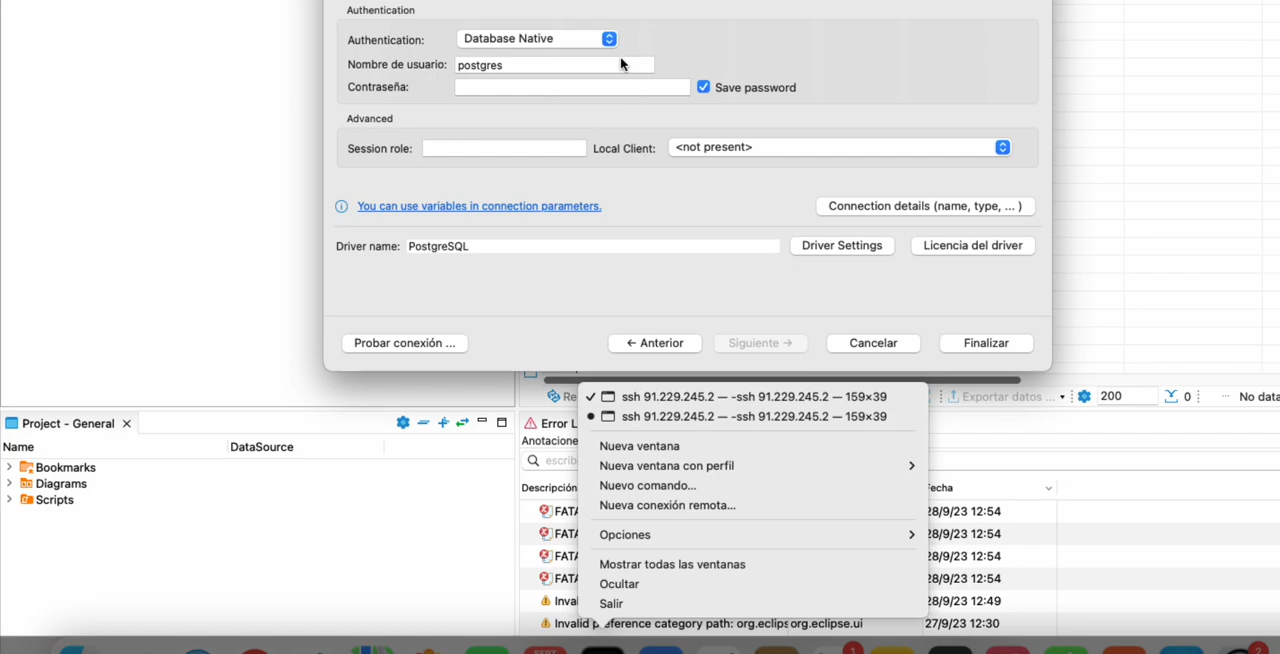 Authentication
Authentication: Database Native
Nombre de usuario: postgres
Contraseña: Save password
Advanced
Session role: Local Client: <not present>
You can use variables in connection parameters. Connection details (name, type, ... )
Driver name: PostgreSQL Driver Settings Licencia del driver
Probar conexión ... ← Anterior Siguiente → Cancelar Finalizar
Re ssh 91.229.245.2 — -ssh 91.229.245.2 — 159×39 Exportar datos ... 200 0 ... No data
ssh 91.229.245.2 — -ssh 91.229.245.2 — 159×39
Project - General Error L
Anotaciones
Name DataSource
Nueva ventana
escrib
Bookmarks
Nueva ventana con perfil
Diagrams
Nuevo comando...
Descripción Fecha
Scripts
Nueva conexión remota...
FATA 28/9/23 12:54
FATA Opciones 28/9/23 12:54
FATA Mostrar todas las ventanas 28/9/23 12:54
FATA Ocultar 28/9/23 12:54
Inval Salir 28/9/23 12:49
Invalid preference category path: org.eclips org.eclipse.ui 27/9/23 12:30
1 2